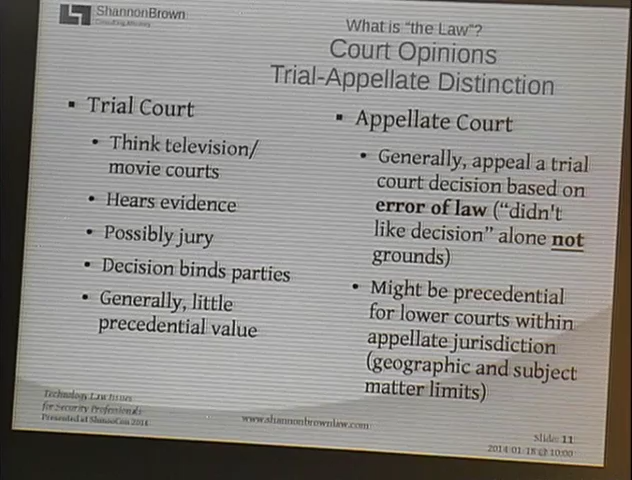 ShannonBrown
Consulting Attorney
What is "the Law"?
Court Opinions
Trial-Appellate Distinction
▪ Trial Court
• Think television/
movie courts
• Hears evidence
• Possibly jury
• Decision binds parties
• Generally, little
precedential value
▪ Appellate Court
• Generally, appeal a trial
court decision based on
error of law ("didn't
like decision" alone not
grounds)
• Might be precedential
for lower courts within
appellate jurisdiction
(geographic and subject
matter limits)
Technology Law Issues
for Security Professionals
Presented at ShmooCon 2014
www.shannonbrownlaw.com
Slide: 11
2014-01-18 @ 10:00